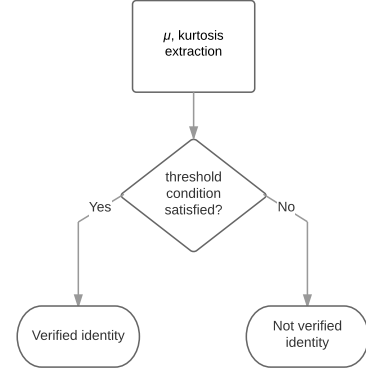 μ, kurtosis
extraction
threshold
condition
satisfied?
Yes
No
Verified identity
Not verified
identity